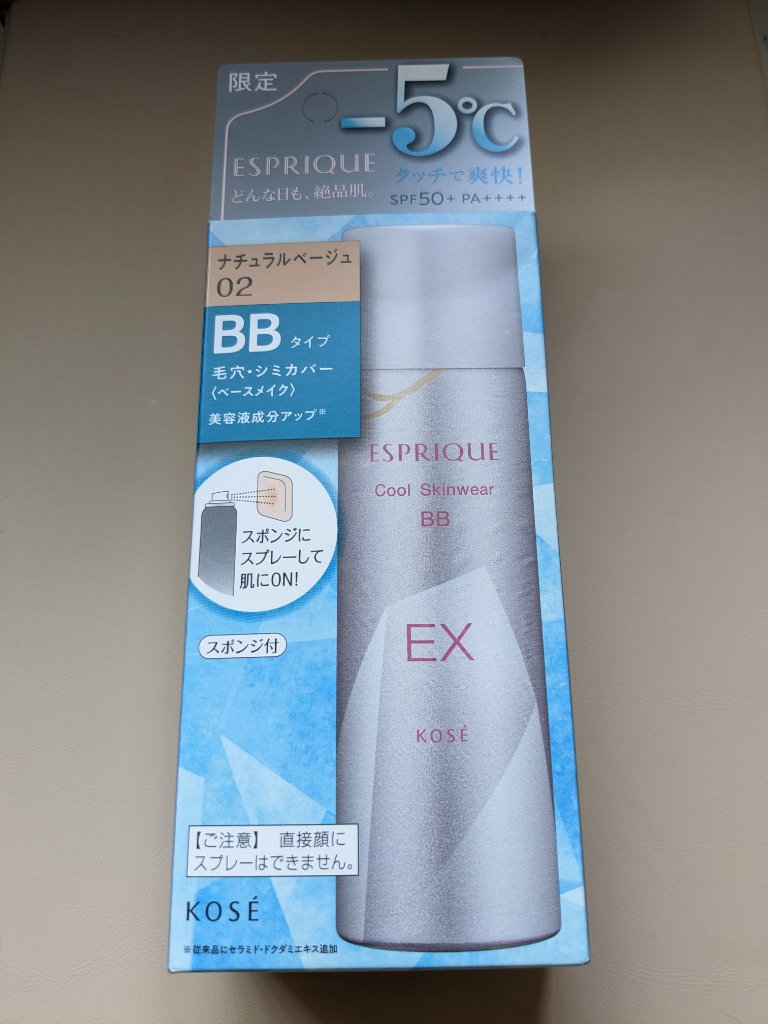 限定
-5℃
ESPRIQUE
タッチで爽快!
どんな日も、絶品肌。
SPF50+ PA++++
ナチュラルベージュ
02
BB タイプ
毛穴・シミカバー
〈ベースメイク〉
美容液成分アップ※
ESPRIQUE
Cool Skinwear
BB
スポンジに
スプレーして
肌にON!
EX
スポンジ付
KOSÉ
【ご注意】 直接顔に
スプレーはできません。
KOSÉ
※従来品にセラミド・ドクダミエキス追加